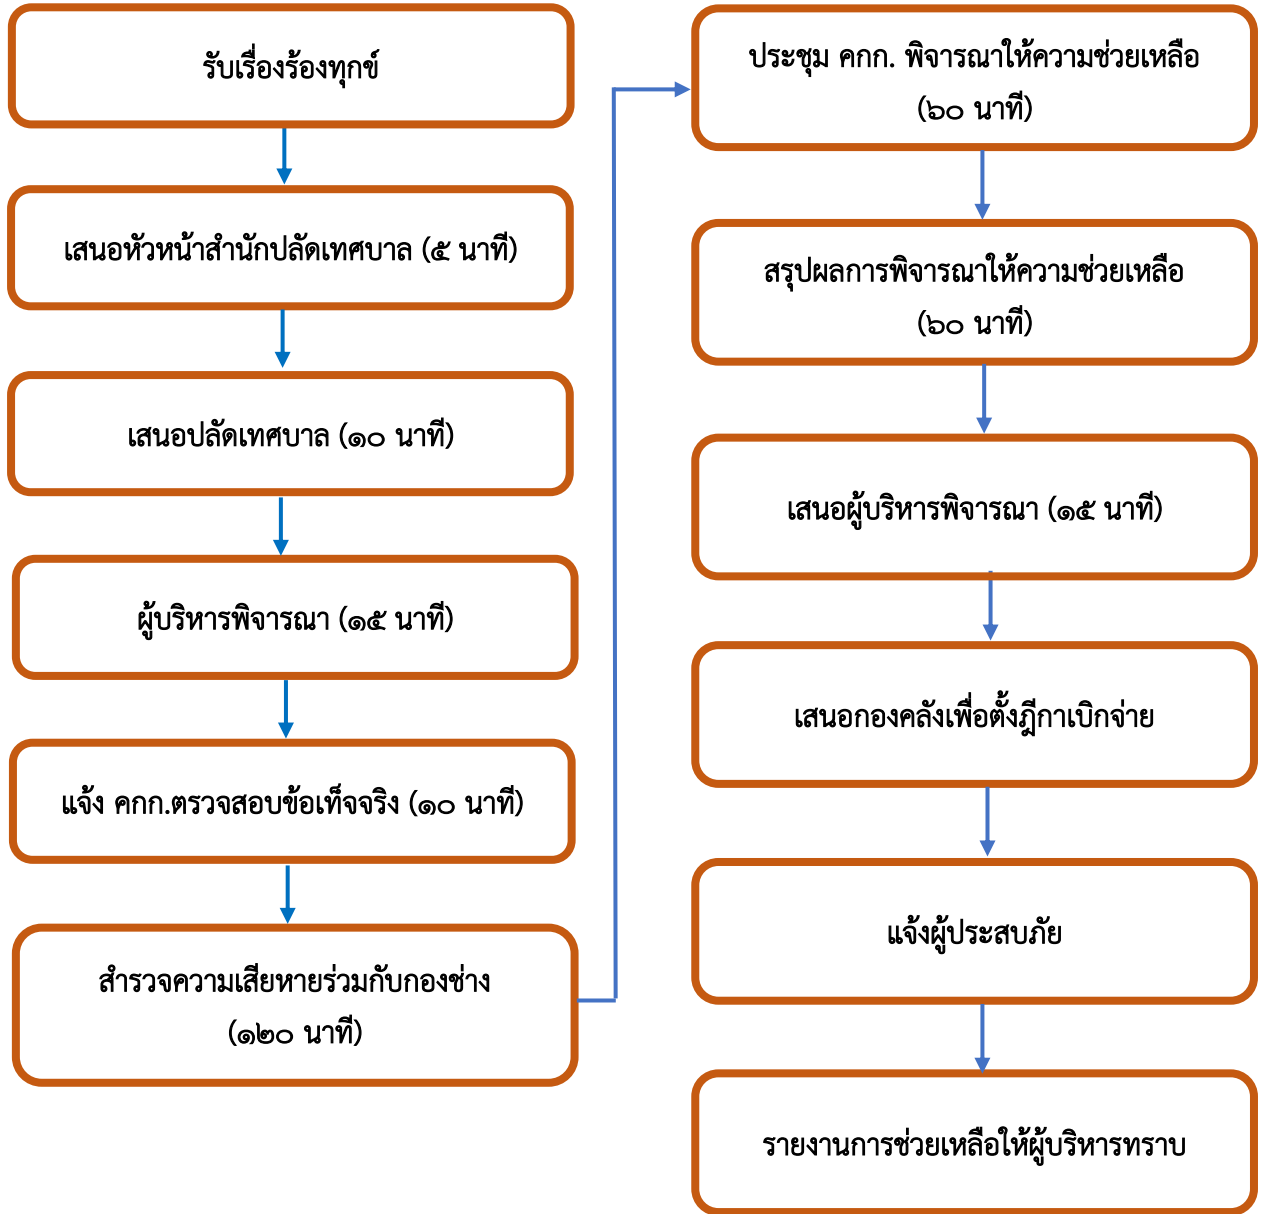 รับเรื่องร้องทุกข์
เสนอหัวหน้าสำนักปลัดเทศบาล (๕ นาที)
เสนอปลัดเทศบาล (๑๐ นาที)
ผู้บริหารพิจารณา (๑๕ นาที)
แจ้ง คกก.ตรวจสอบข้อเท็จจริง (๑๐ นาที)
สำรวจความเสียหายร่วมกับกองช่าง
(๑๒๐ นาที)
ประชุม คกก. พิจารณาให้ความช่วยเหลือ
(๖๐ นาที)
สรุปผลการพิจารณาให้ความช่วยเหลือ
(๖๐ นาที)
เสนอผู้บริหารพิจารณา (๑๕ นาที)
เสนอกองคลังเพื่อตั้งฎีกาเบิกจ่าย
แจ้งผู้ประสบภัย
รายงานการช่วยเหลือให้ผู้บริหารทราบ